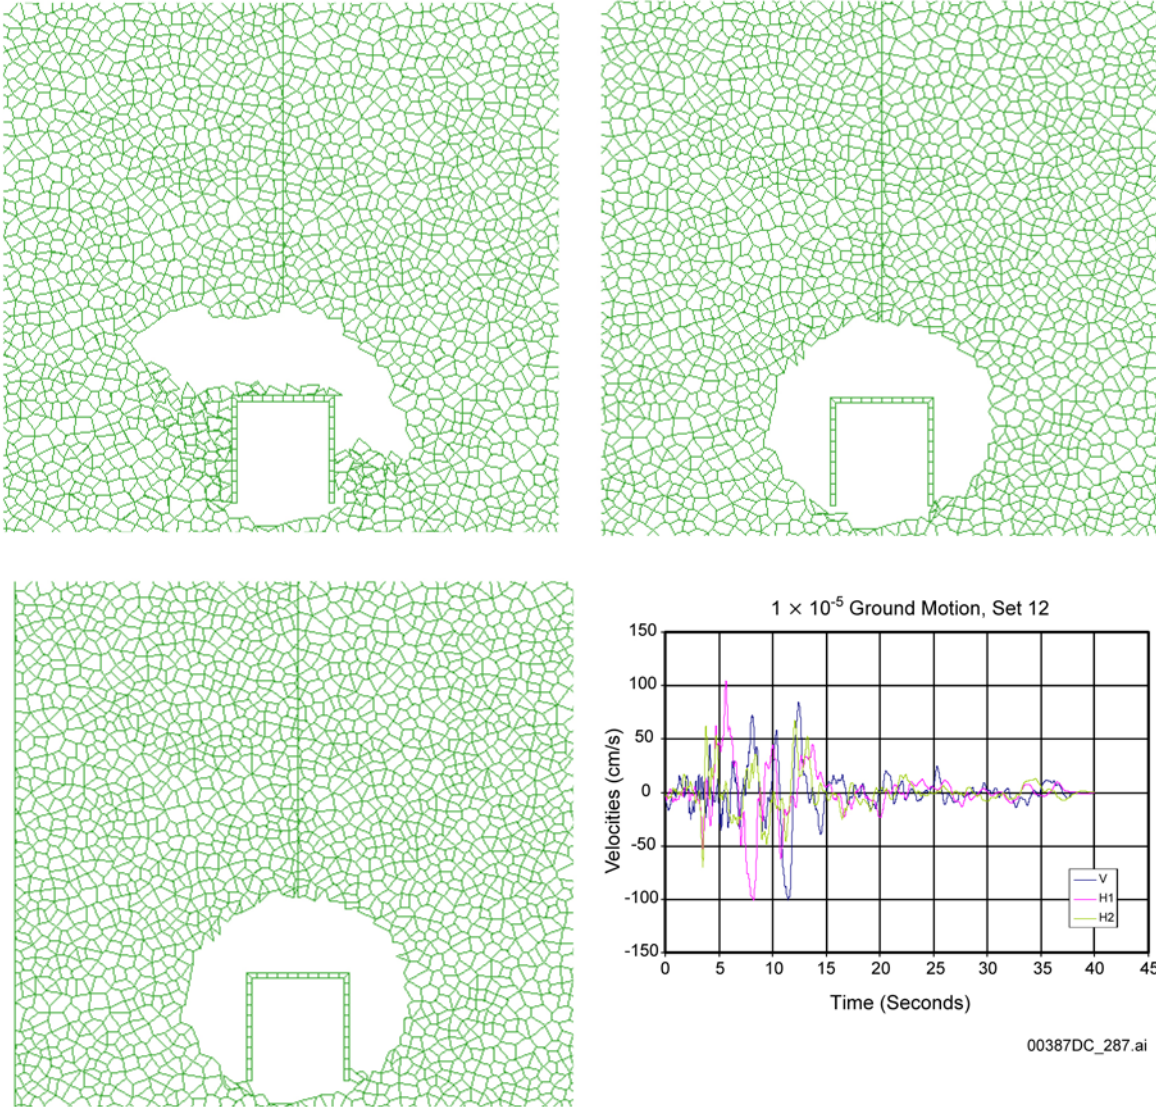 1 × 10⁻⁵ Ground Motion, Set 12
150
100
50
0
-50
-100
-150
Velocities (cm/s)
V
H1
H2
0 5 10 15 20 25 30 35 40 45
Time (Seconds)
00387DC_287.ai